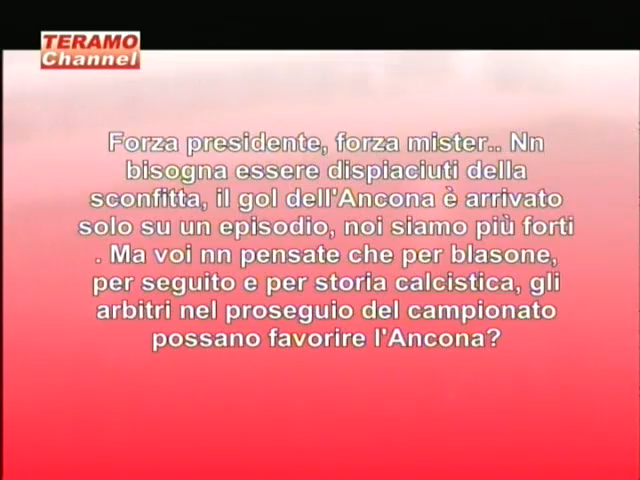 TERAMO
Channel
Forza presidente, forza mister.. Nn
bisogna essere dispiaciuti della
sconfitta, il gol dell'Ancona è arrivato
solo su un episodio, noi siamo più forti
. Ma voi nn pensate che per blasone,
per seguito e per storia calcistica, gli
arbitri nel proseguio del campionato
possano favorire l'Ancona?